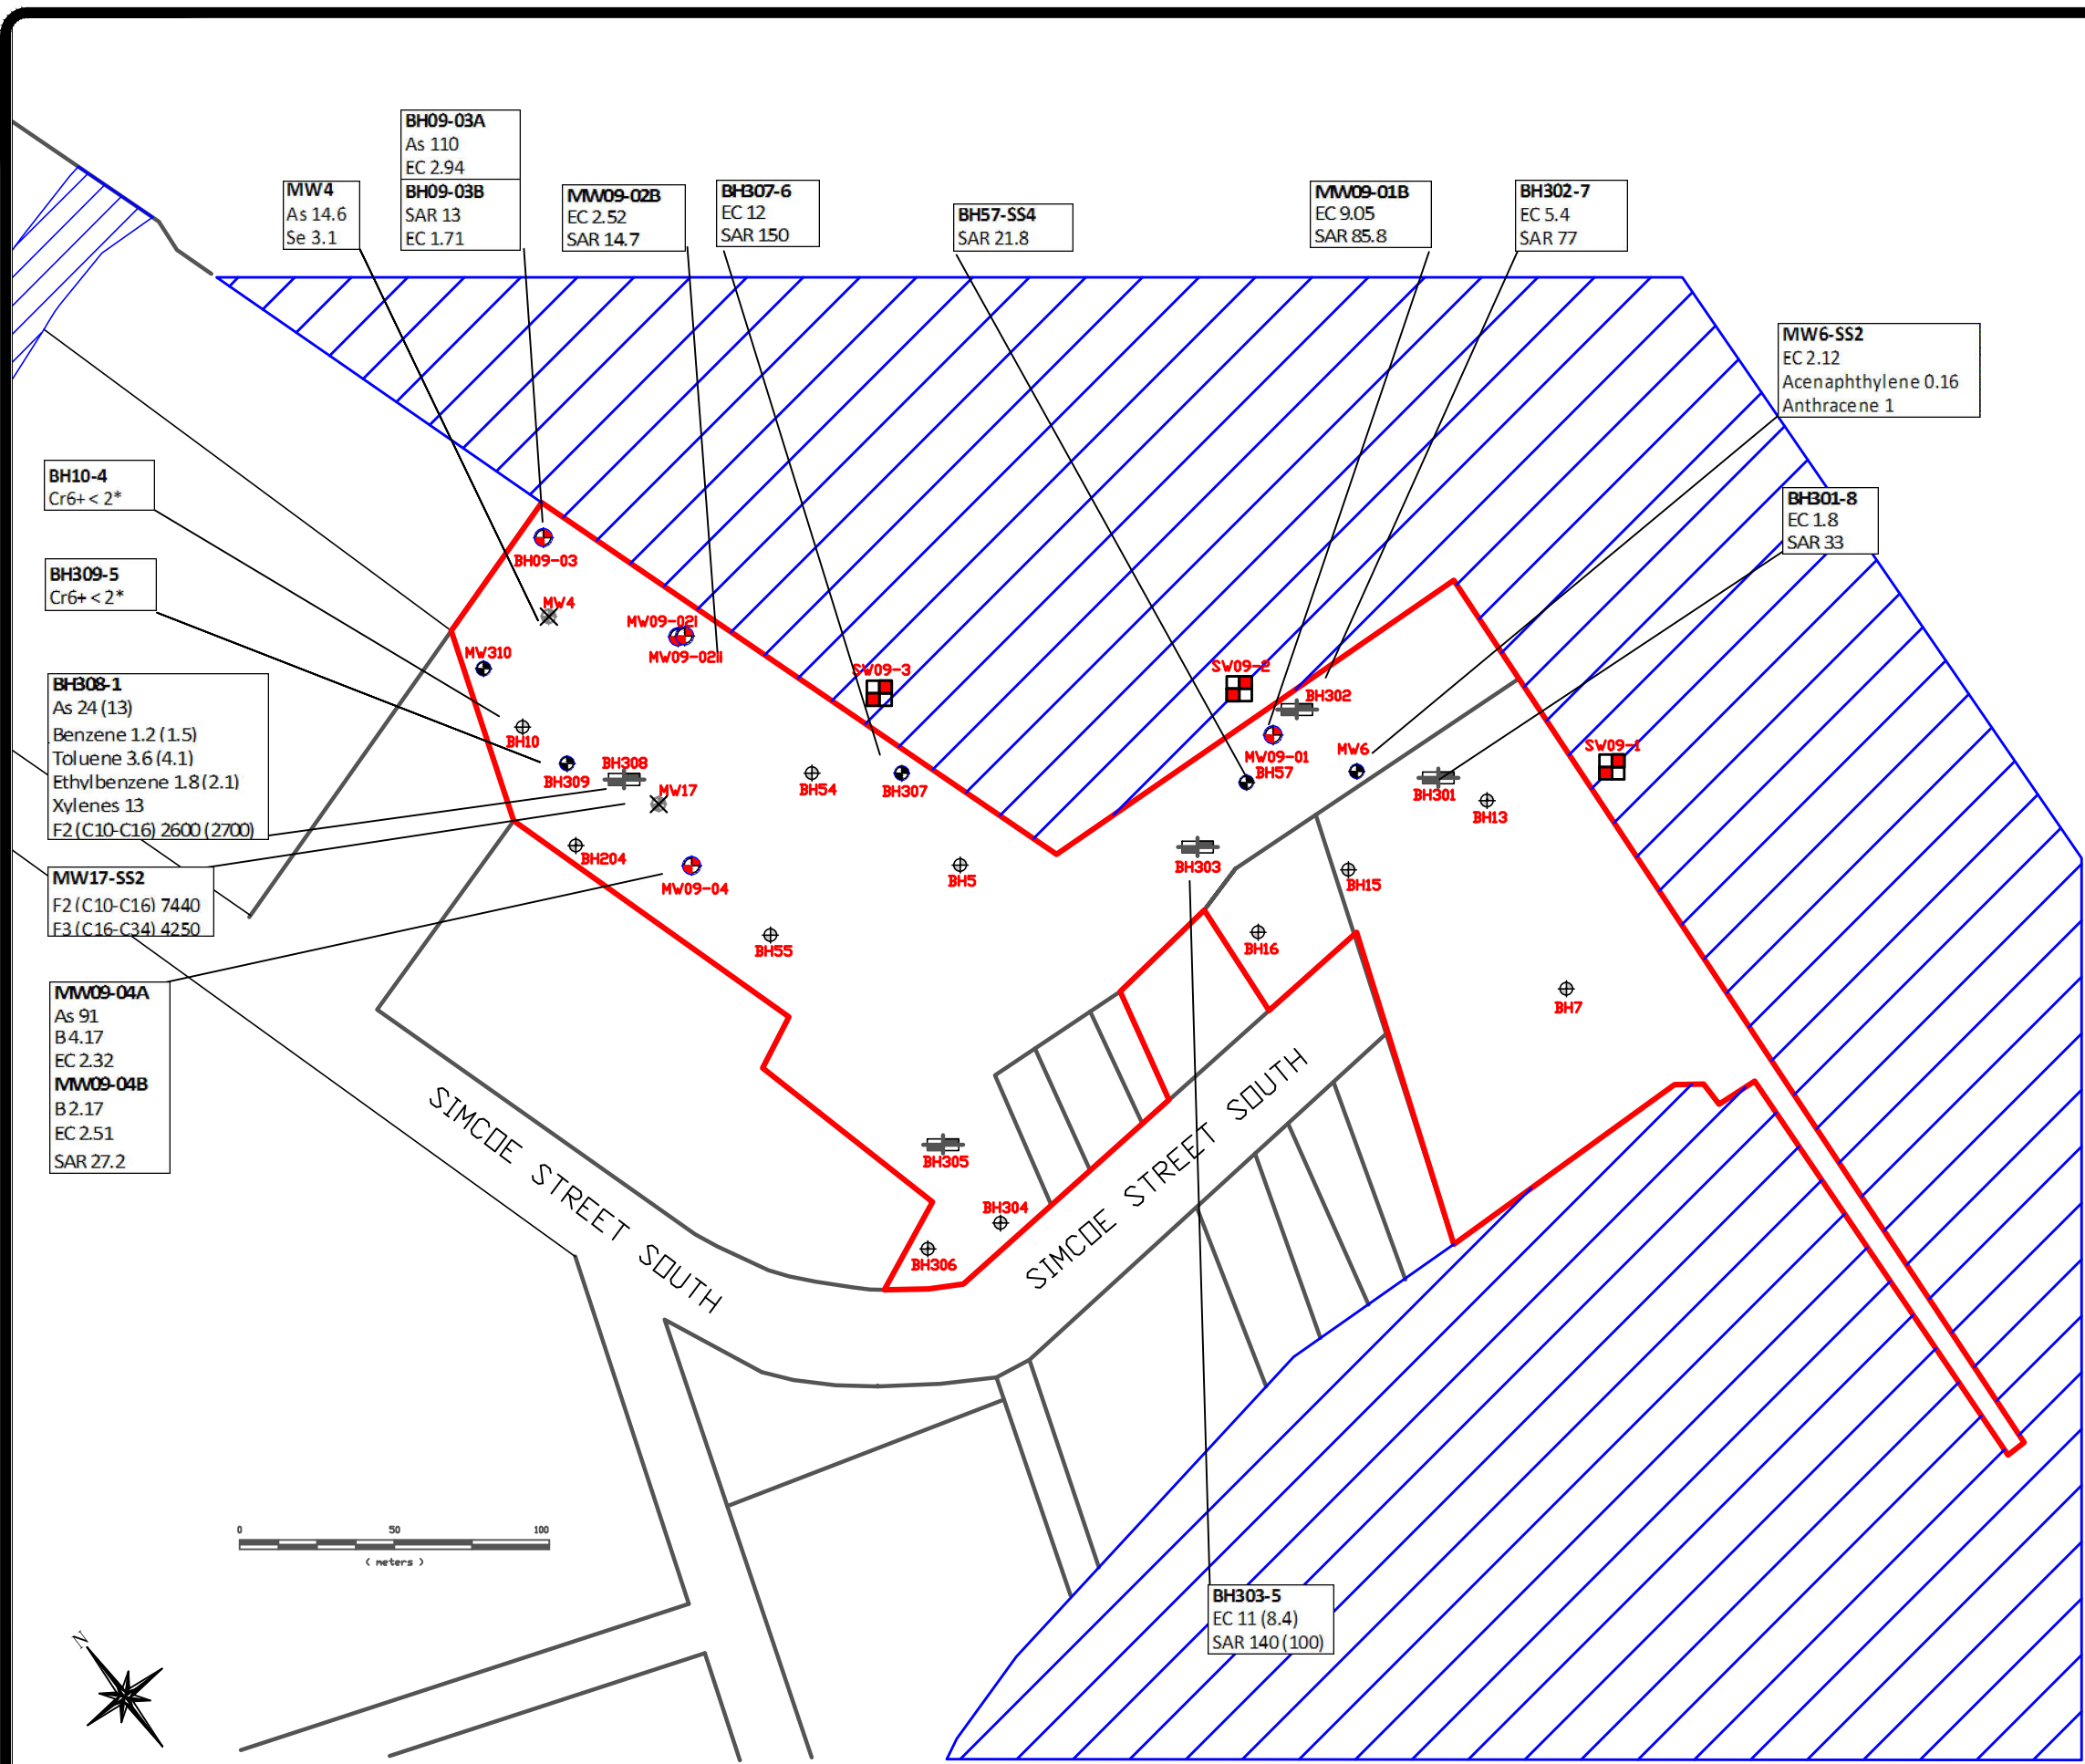 BH09-03A
As 110
EC 2.94
BH09-03B
SAR 13
EC 1.71
MW4
As 14.6
Se 3.1
MW09-02B
EC 2.52
SAR 14.7
BH307-6
EC 12
SAR 150
BH57-SS4
SAR 21.8
MW09-01B
EC 9.05
SAR 85.8
BH302-7
EC 5.4
SAR 77
MW6-SS2
EC 2.12
Acenaphthylene 0.16
Anthracene 1
BH301-8
EC 1.8
SAR 33
BH10-4
Cr6+ < 2*
BH309-5
Cr6+ < 2*
BH308-1
As 24 (13)
Benzene 1.2 (1.5)
Toluene 3.6 (4.1)
Ethylbenzene 1.8 (2.1)
Xylenes 13
F2 (C10-C16) 2600 (2700)
MW17-SS2
F2 (C10-C16) 7440
F3 (C16-C34) 4250
MW09-04A
As 91
B 4.17
EC 2.32
MW09-04B
B 2.17
EC 2.51
SAR 27.2
BH09-03
MW4
MW09-02I
MW09-02II
MW310
SW09-3
SW09-2
BH302
BH10
BH309
BH308
MW17
BH54
BH307
MW09-01
BH57
MW6
BH301
SW09-1
BH13
BH204
MW09-04
BH5
BH303
BH15
BH55
BH16
BH7
BH305
BH304
BH306
SIMCOE STREET SOUTH
SIMCOE STREET SOUTH
0 50 100
( meters )
N
BH303-5
EC 11 (8.4)
SAR 140 (100)